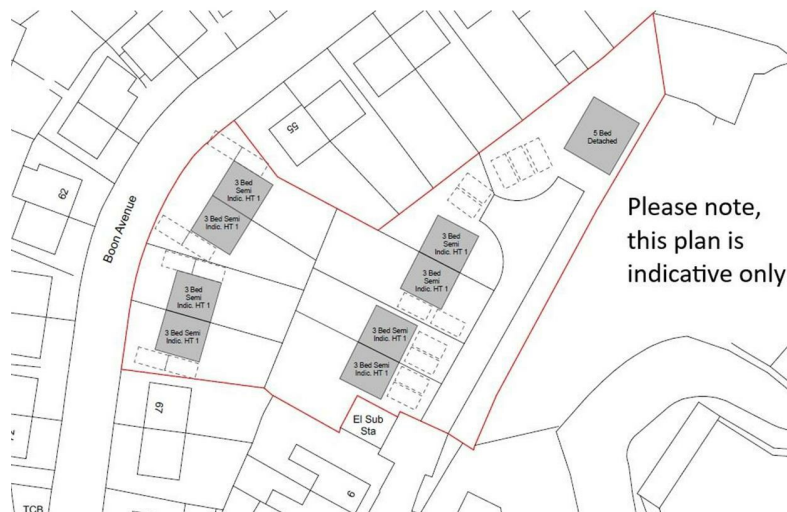 5 Bed
Detached
55
3 Bed
Semi
Indic. HT 1
3 Bed Semi
Indic. HT 1
62
Boon Avenue
Please note,
this plan is
indicative only
3 Bed
Semi
Indic. HT 1
3 Bed
Semi
Indic. HT 1
3 Bed
Semi
Indic. HT 1
3 Bed Semi
Indic. HT 1
3 Bed Semi
Indic. HT 1
3 Bed Semi
Indic. HT 1
67
El Sub
Sta
9
TCB